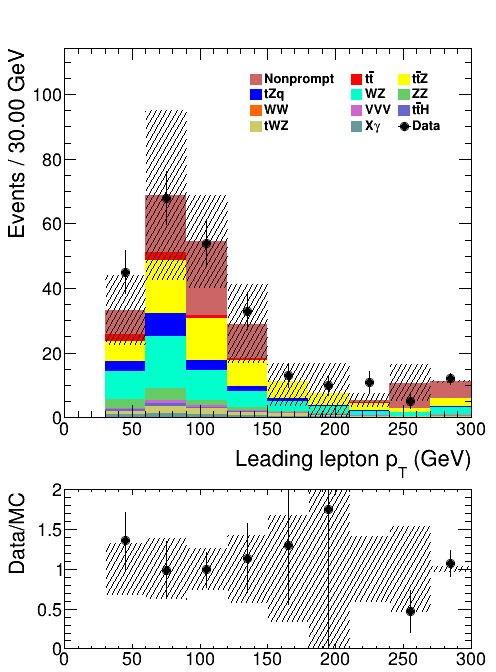 Events / 30.00 GeV
100
80
60
40
20
0
Nonprompt tt̄ tt̄Z
tZq WZ ZZ
WW VVV tt̄H
tWZ Xγ Data
0 50 100 150 200 250 300
Leading lepton p_T (GeV)
Data/MC
2
1.5
1
0.5
0
0 50 100 150 200 250 300